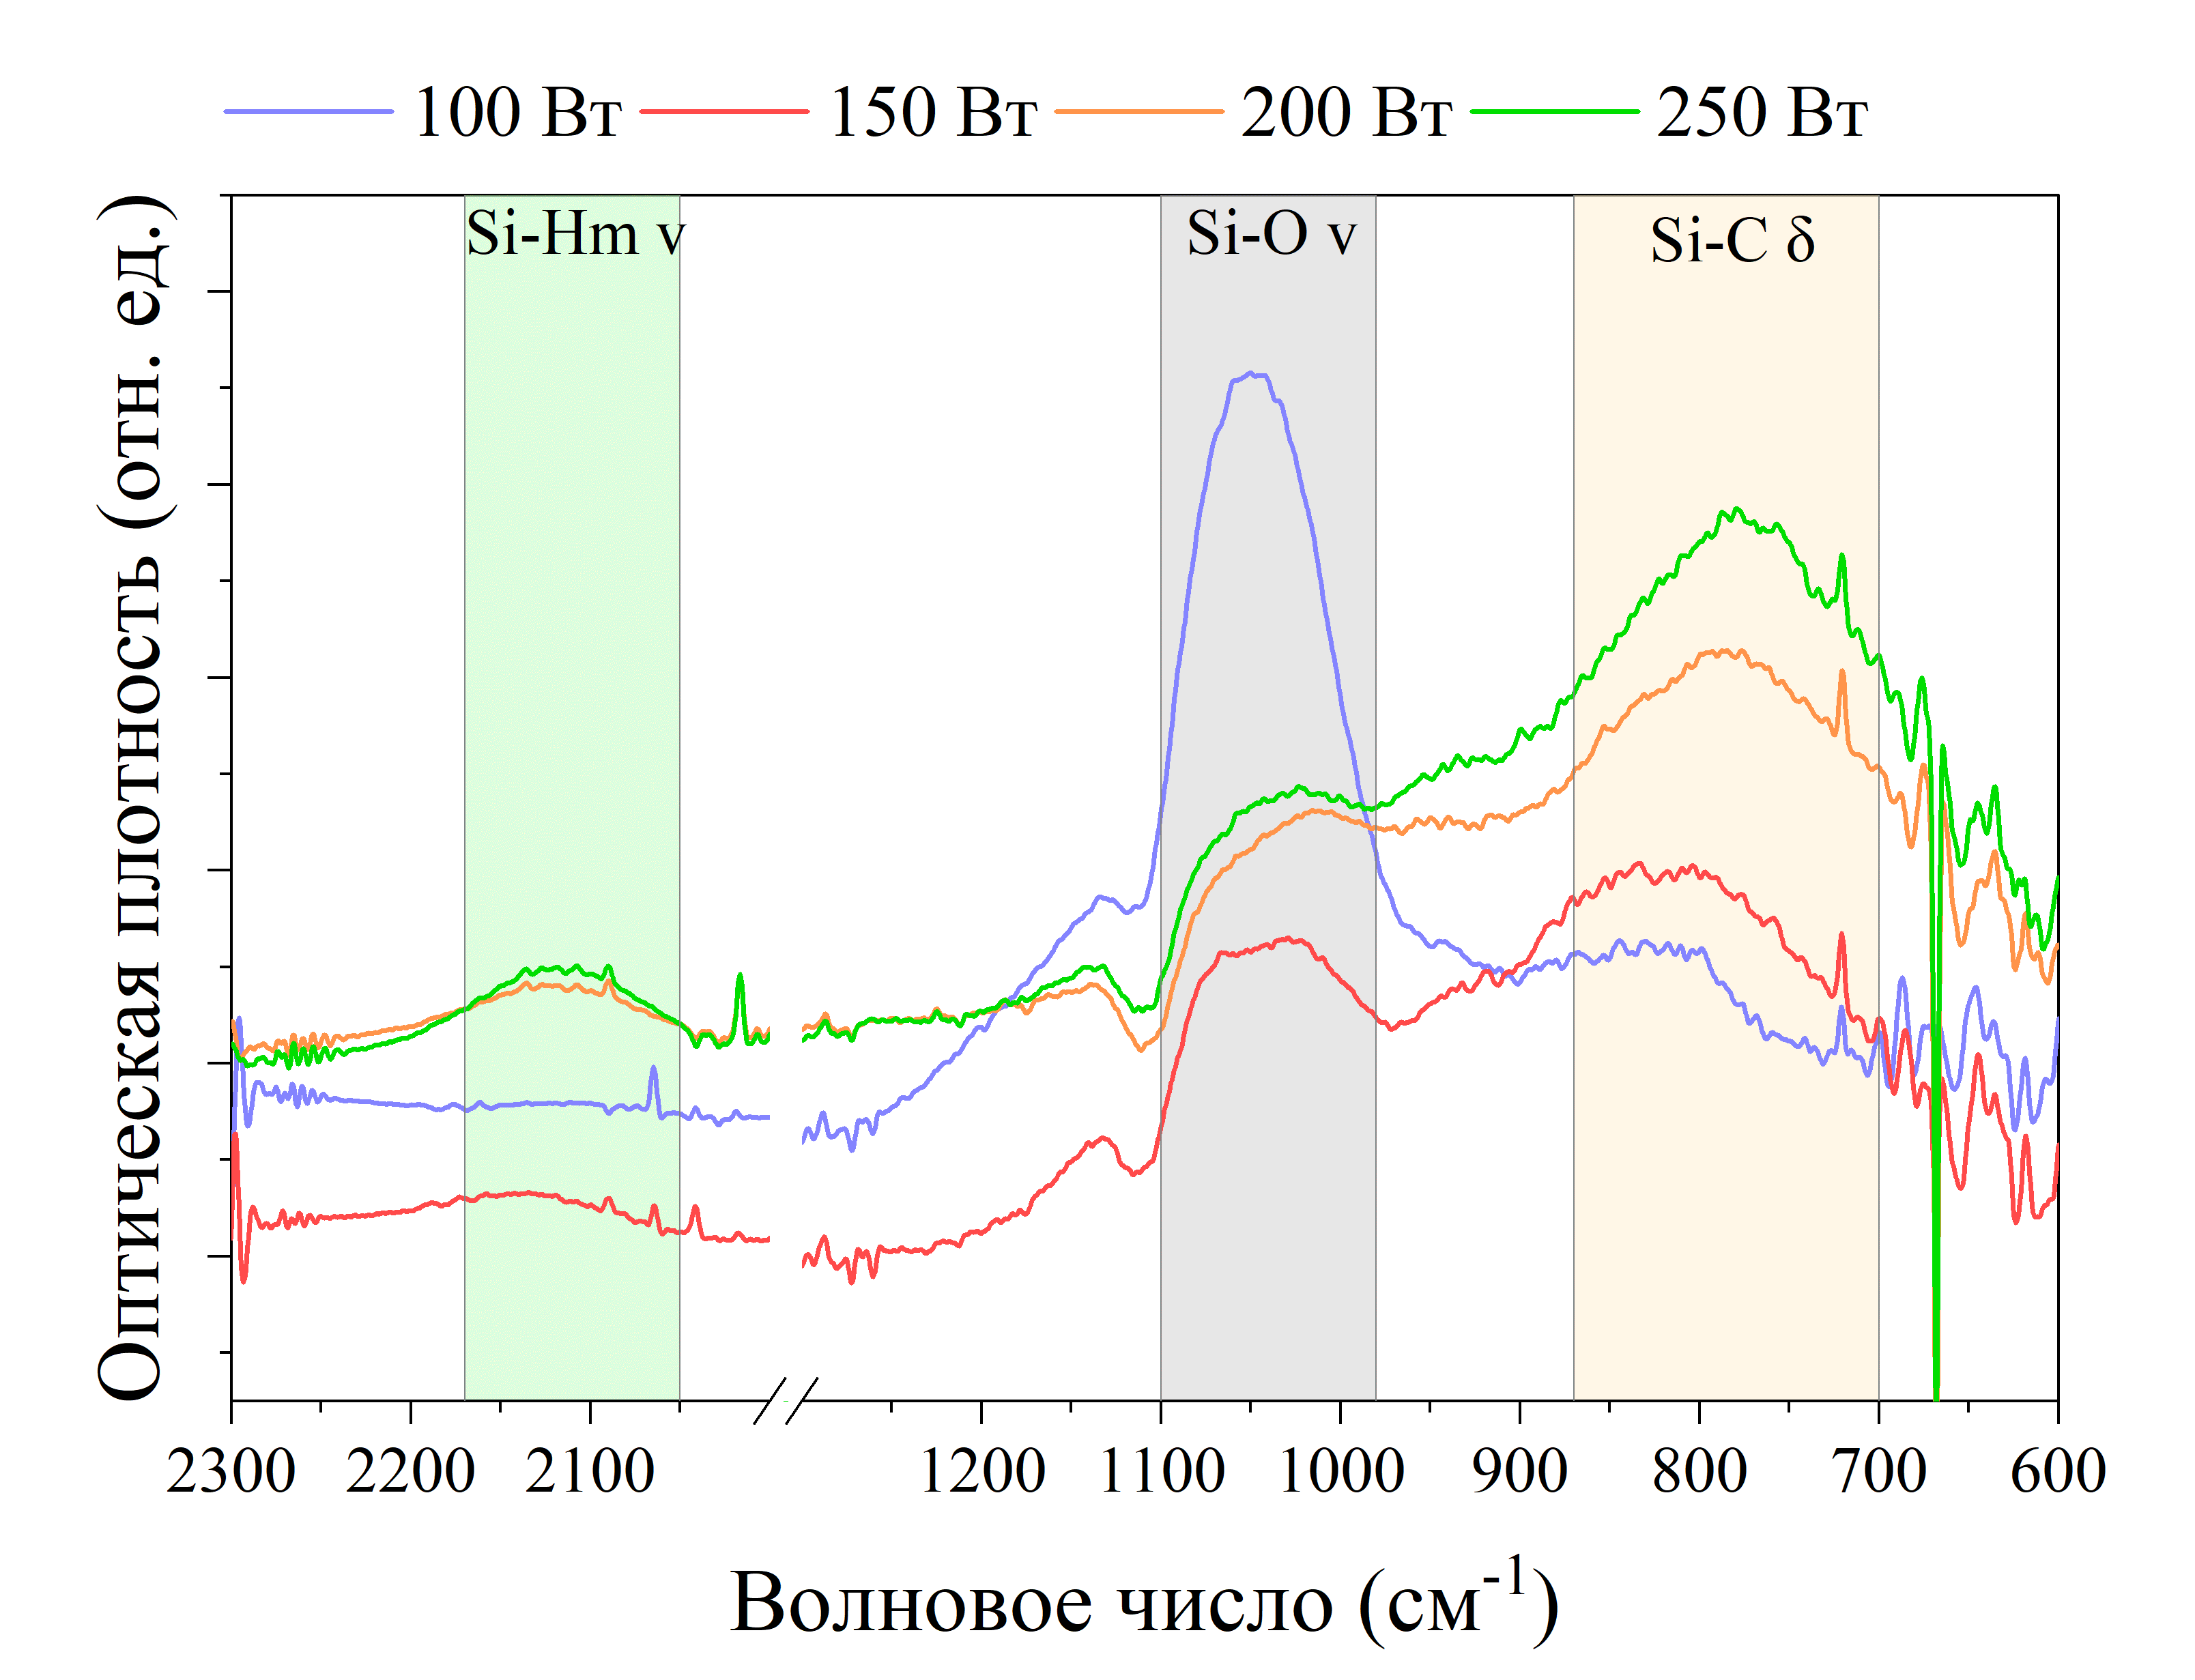 100 Вт 150 Вт 200 Вт 250 Вт
Si-Hm ν Si-O ν Si-C δ
Оптическая плотность (отн. ед.)
2300 2200 2100 1200 1100 1000 900 800 700 600
Волновое число (см-1)